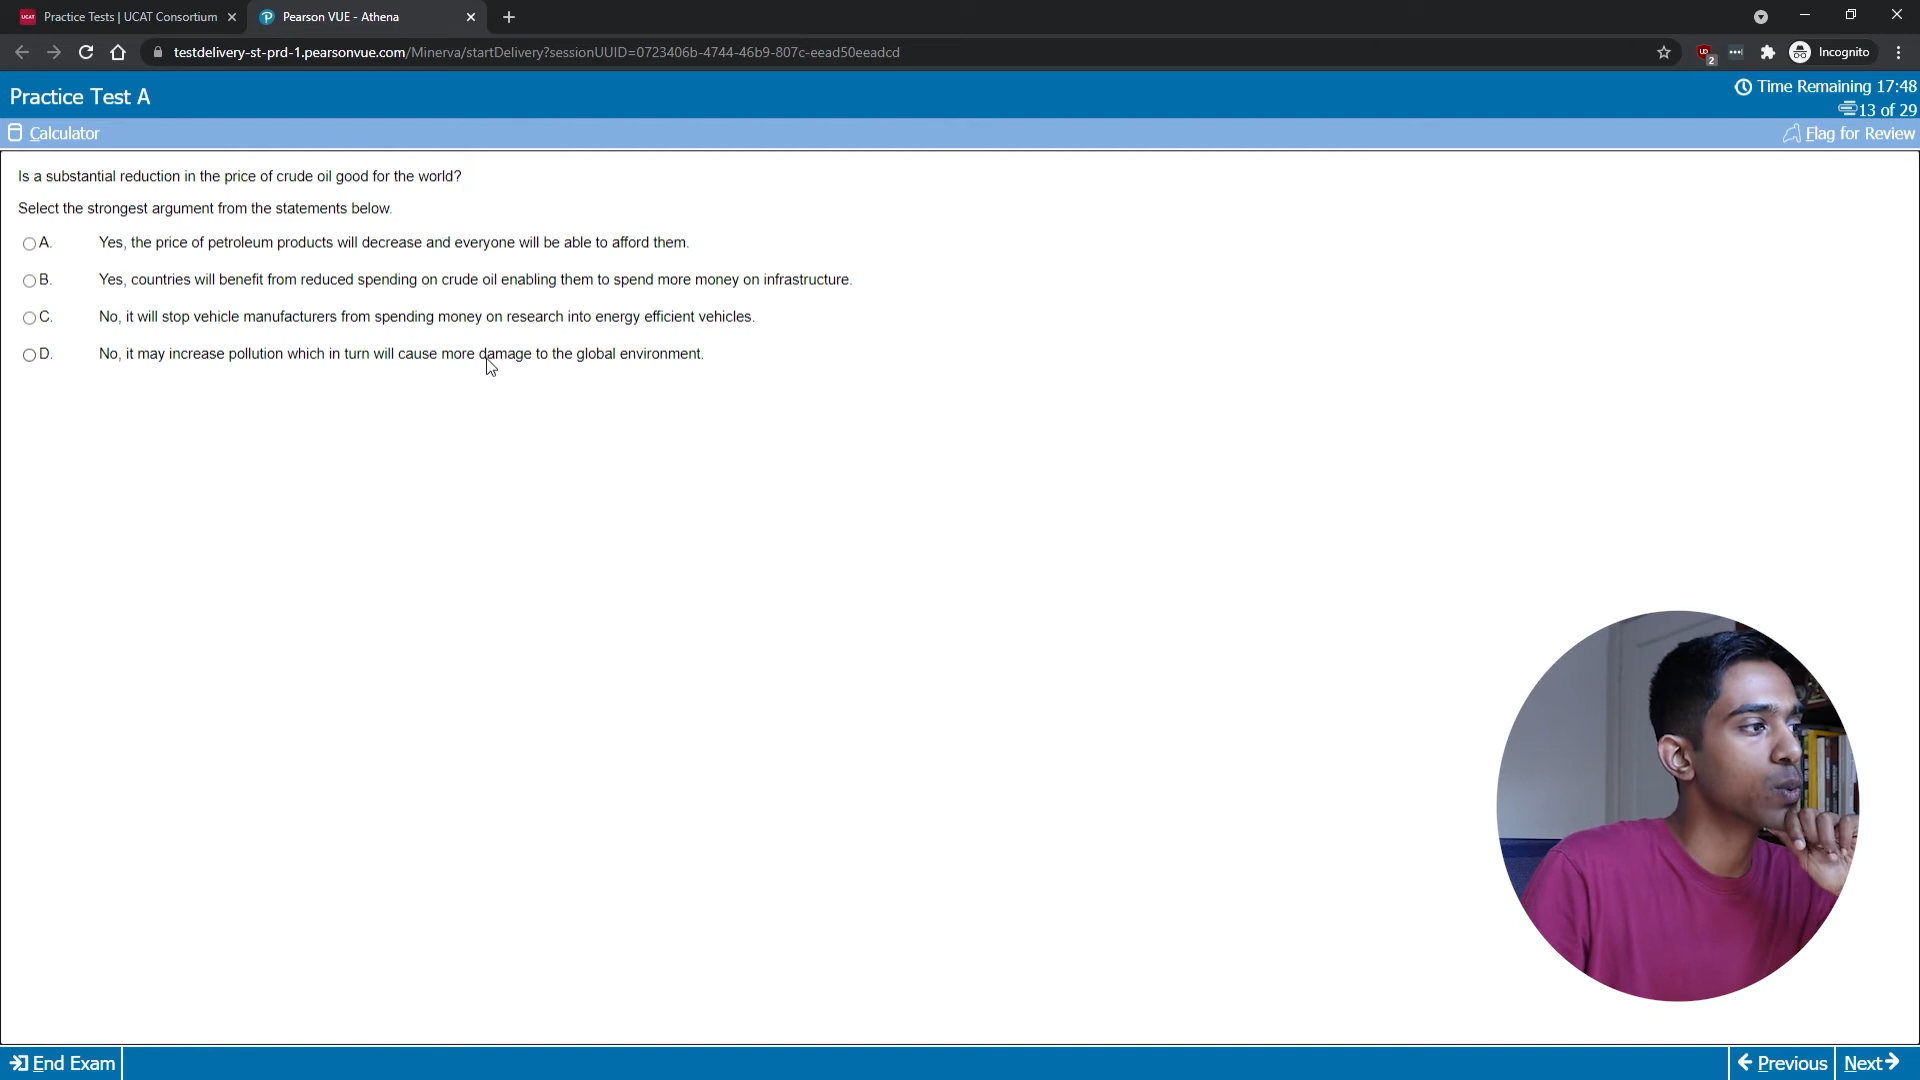 Practice Tests | UCAT Consortium
Pearson VUE - Athena
testdelivery-st-prd-1.pearsonvue.com/Minerva/startDelivery?sessionUUID=0723406b-4744-46b9-807c-eead50eeadcd
2
Incognito
Practice Test A
Time Remaining 17:48
13 of 29
Calculator
Flag for Review
Is a substantial reduction in the price of crude oil good for the world?
Select the strongest argument from the statements below.
A. Yes, the price of petroleum products will decrease and everyone will be able to afford them.
B. Yes, countries will benefit from reduced spending on crude oil enabling them to spend more money on infrastructure.
C. No, it will stop vehicle manufacturers from spending money on research into energy efficient vehicles.
D. No, it may increase pollution which in turn will cause more damage to the global environment.
End Exam
Previous
Next